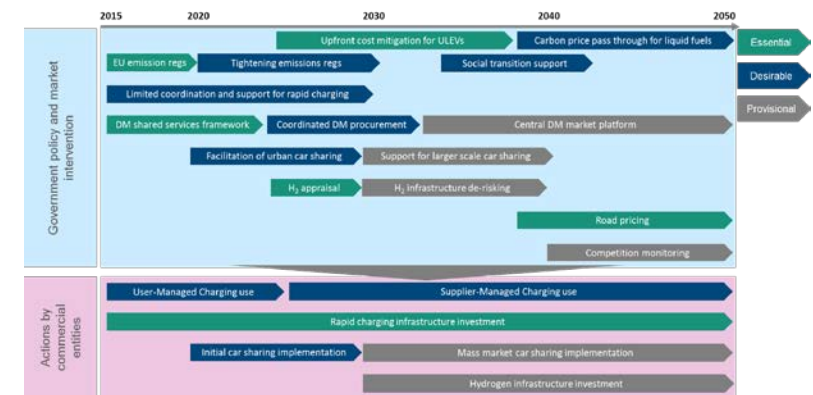 2015 2020 2030 2040 2050
Upfront cost mitigation for ULEVs
Carbon price pass through for liquid fuels
Essential
EU emission regs
Tightening emissions regs
Social transition support
Desirable
Limited coordination and support for rapid charging
Provisional
DM shared services framework
Coordinated DM procurement
Central DM market platform
Facilitation of urban car sharing
Support for larger scale car sharing
H₂ appraisal
H₂ infrastructure de-risking
Road pricing
Competition monitoring
Government policy and market
intervention
User-Managed Charging use
Supplier-Managed Charging use
Rapid charging infrastructure investment
Initial car sharing implementation
Mass market car sharing implementation
Hydrogen infrastructure investment
Actions by
commercial
entities